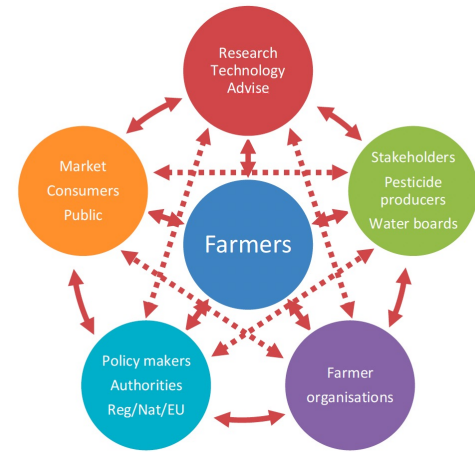 Research
Technology
Advise
Market
Consumers
Public
Stakeholders
Pesticide
producers
Water boards
Farmers
Policy makers
Authorities
Reg/Nat/EU
Farmer
organisations